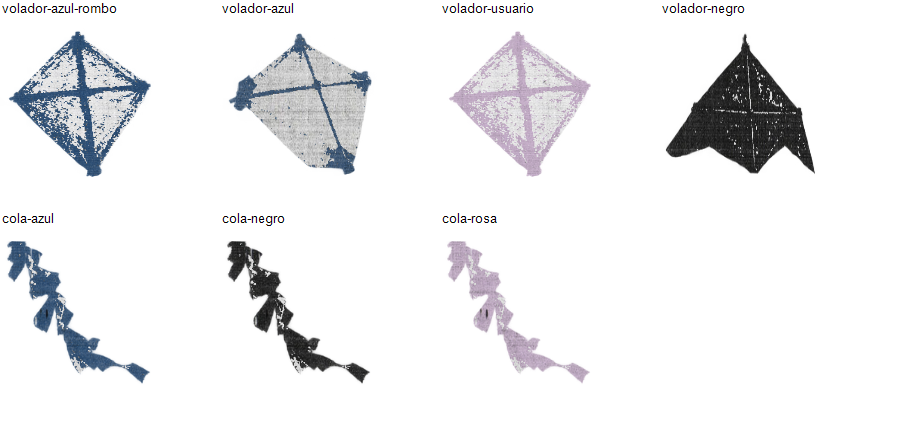 volador-azul-rombo
volador-azul
volador-usuario
volador-negro
cola-azul
cola-negro
cola-rosa